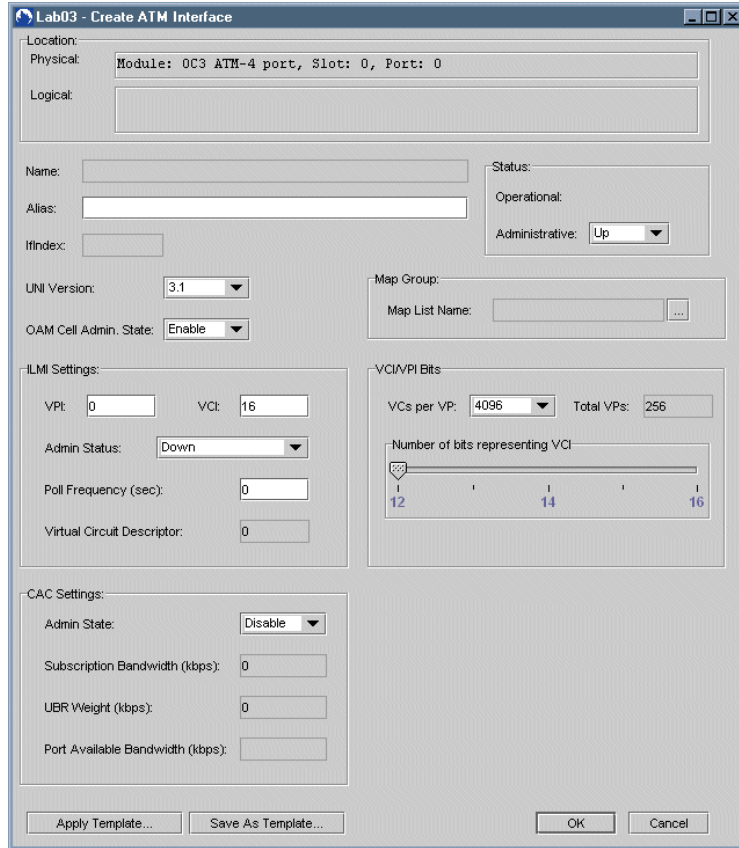 Lab03 - Create ATM Interface
Location:
Physical: Module: OC3 ATM-4 port, Slot: 0, Port: 0
Logical:
Name:
Alias:
IfIndex:
Status:
Operational:
Administrative: Up
UNI Version: 3.1
OAM Cell Admin. State: Enable
Map Group:
Map List Name: ...
ILMI Settings:
VPI: 0 VCI: 16
Admin Status: Down
Poll Frequency (sec): 0
Virtual Circuit Descriptor: 0
VCI/VPI Bits
VCs per VP: 4096 Total VPs: 256
Number of bits representing VCI
12 14 16
CAC Settings:
Admin State: Disable
Subscription Bandwidth (kbps): 0
UBR Weight (kbps): 0
Port Available Bandwidth (kbps):
Apply Template... Save As Template... OK Cancel